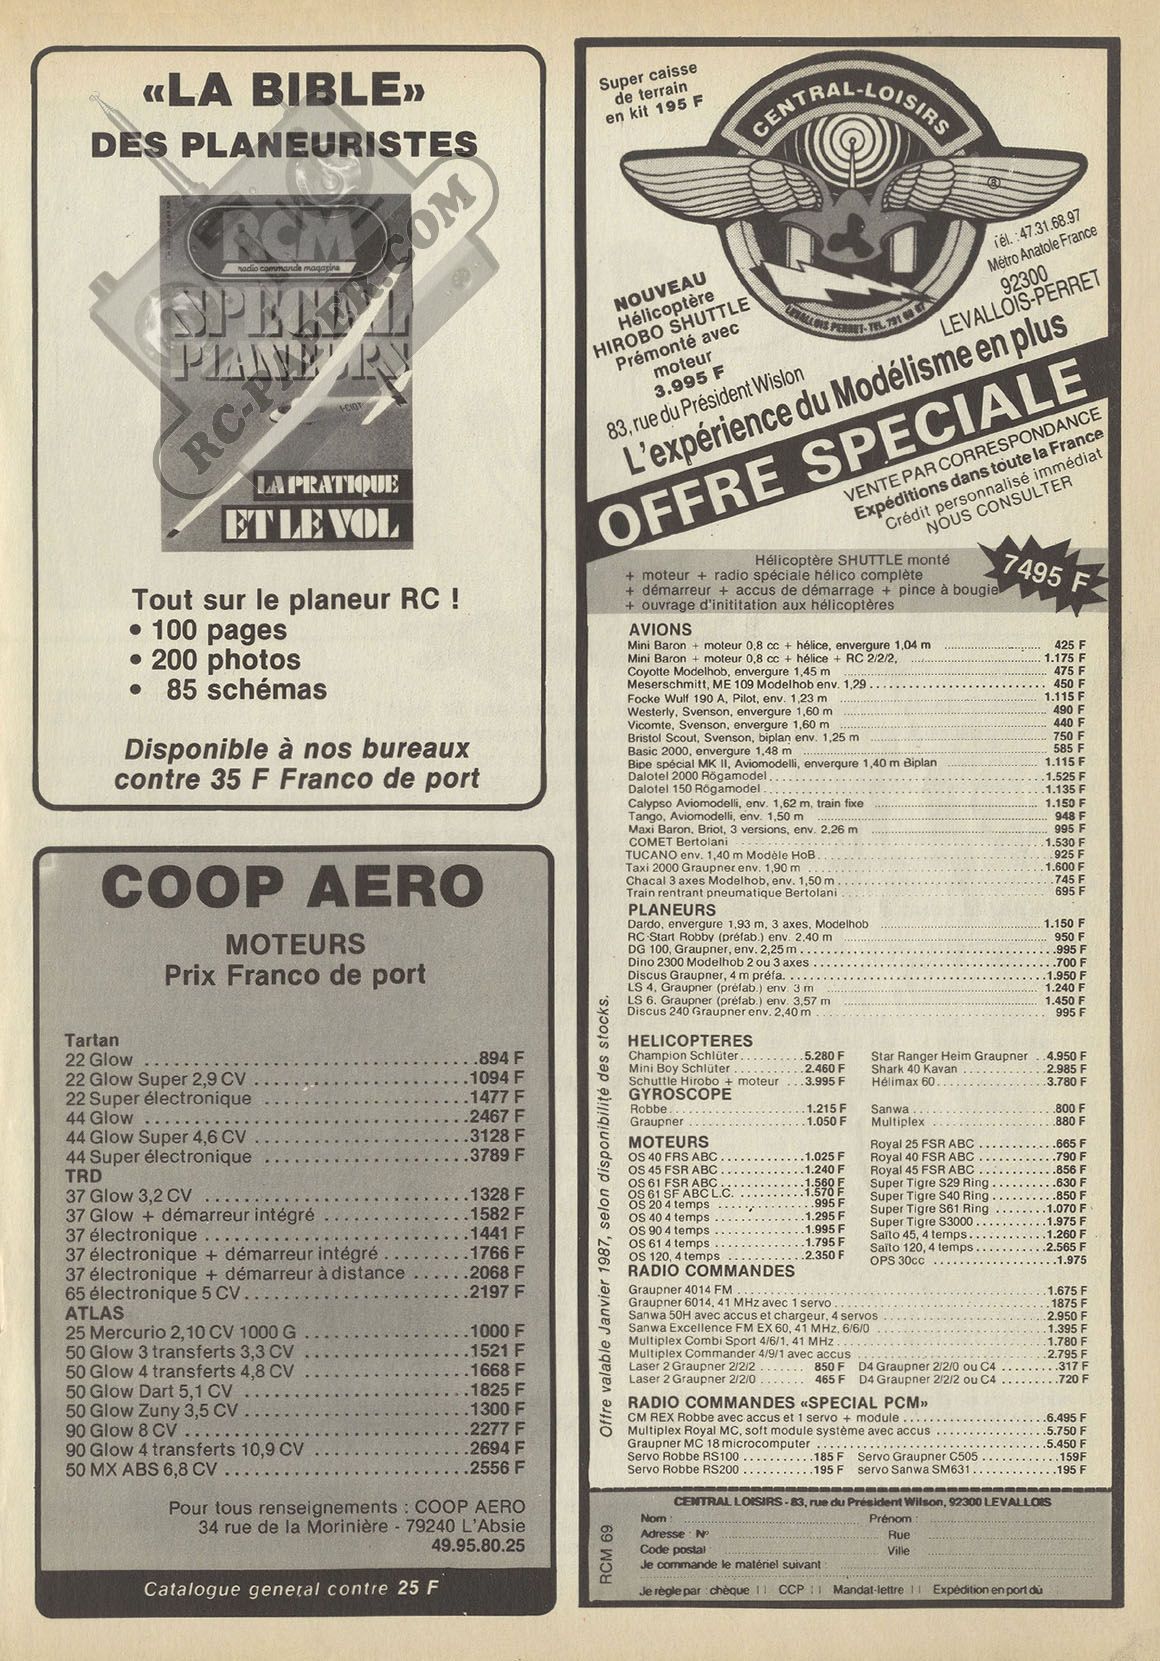 «LA BIBLE»
DES PLANEURISTES
RCM
radio commande magazine
SPECIAL
PLANEURS
RC-PAPER.COM
LA PRATIQUE
ET LE VOL
Tout sur le planeur RC !
• 100 pages
• 200 photos
• 85 schémas
Disponible à nos bureaux
contre 35 F Franco de port
COOP AERO
MOTEURS
Prix Franco de port
Tartan
22 Glow ..... 894 F
22 Glow Super 2,9 CV ..... 1094 F
22 Super électronique ..... 1477 F
44 Glow ..... 2467 F
44 Glow Super 4,6 CV ..... 3128 F
44 Super électronique ..... 3789 F
TRD
37 Glow 3,2 CV ..... 1328 F
37 Glow + démarreur intégré ..... 1582 F
37 électronique ..... 1441 F
37 électronique + démarreur intégré ..... 1766 F
37 électronique + démarreur à distance ..... 2068 F
65 électronique 5 CV ..... 2197 F
ATLAS
25 Mercurio 2,10 CV 1000 G ..... 1000 F
50 Glow 3 transferts 3,3 CV ..... 1521 F
50 Glow 4 transferts 4,8 CV ..... 1668 F
50 Glow Dart 5,1 CV ..... 1825 F
50 Glow Zuny 3,5 CV ..... 1300 F
90 Glow 8 CV ..... 2277 F
90 Glow 4 transferts 10,9 CV ..... 2694 F
50 MX ABS 6,8 CV ..... 2556 F
Pour tous renseignements : COOP AERO
34 rue de la Morinière - 79240 L'Absie
49.95.80.25
Catalogue general contre 25 F
Super caisse
de terrain
en kit 195 F
CENTRAL-LOISIRS
LEVALLOIS PERRET-TEL. 731 68 97
Tél. : 47.31.68.97
Métro Anatole France
92300
LEVALLOIS-PERRET
NOUVEAU
Hélicoptère
HIROBO SHUTTLE
Prémonté avec
moteur
3.995 F
83, rue du Président Wislon
L'expérience du Modélisme en plus
OFFRE SPECIALE
VENTE PAR CORRESPONDANCE
Expéditions dans toute la France
Crédit personnalisé immédiat
NOUS CONSULTER
Hélicoptère SHUTTLE monté
+ moteur + radio spéciale hélico complète
+ démarreur + accus de démarrage + pince à bougie
+ ouvrage d'inititation aux hélicoptères
7495 F
AVIONS
Mini Baron + moteur 0,8 cc + hélice, envergure 1,04 m ..... 425 F
Mini Baron + moteur 0,8 cc + hélice + RC 2/2/2, ..... 1.175 F
Coyotte Modelhob, envergure 1,45 m ..... 475 F
Meserschmitt, ME 109 Modelhob env. 1,29 ..... 450 F
Focke Wulf 190 A, Pilot, env. 1,23 m ..... 1.115 F
Westerly, Svenson, envergure 1,60 m ..... 490 F
Vicomte, Svenson, envergure 1,60 m ..... 440 F
Bristol Scout, Svenson, biplan env. 1,25 m ..... 750 F
Basic 2000, envergure 1,48 m ..... 585 F
Bipe spécial MK II, Aviomodelli, envergure 1,40 m Biplan ..... 1.115 F
Dalotel 2000 Rögamodel ..... 1.525 F
Dalotel 150 Rögamodel ..... 1.135 F
Calypso Aviomodelli, env. 1,62 m, train fixe ..... 1.150 F
Tango, Aviomodelli, env. 1,50 m ..... 948 F
Maxi Baron, Briot, 3 versions, env. 2,26 m ..... 995 F
COMET Bertolani ..... 1.530 F
TUCANO env. 1,40 m Modèle HoB ..... 925 F
Taxi 2000 Graupner env. 1,90 m ..... 1.600 F
Chacal 3 axes Modelhob, env. 1,50 m ..... 745 F
Train rentrant pneumatique Bertolani ..... 695 F
PLANEURS
Dardo, envergure 1,93 m, 3 axes, Modelhob ..... 1.150 F
RC-Start Robby (préfab.) env. 2,40 m ..... 950 F
DG 100, Graupner, env. 2,25 m ..... 995 F
Dino 2300 Modelhob 2 ou 3 axes ..... 700 F
Discus Graupner, 4 m préfa. ..... 1.950 F
LS 4, Graupner (préfab.) env. 3 m ..... 1.240 F
LS 6, Graupner (préfab.) env. 3,57 m ..... 1.450 F
Discus 240 Graupner env. 2,40 m ..... 995 F
HELICOPTERES
Champion Schlüter ..... 5.280 F Star Ranger Heim Graupner ..... 4.950 F
Mini Boy Schlüter ..... 2.460 F Shark 40 Kavan ..... 2.985 F
Schuttle Hirobo + moteur ..... 3.995 F Hélimax 60 ..... 3.780 F
GYROSCOPE
Robbe ..... 1.215 F Sanwa ..... 800 F
Graupner ..... 1.050 F Multiplex ..... 880 F
MOTEURS
OS 40 FRS ABC ..... 1.025 F
OS 45 FSR ABC ..... 1.240 F
OS 61 FSR ABC ..... 1.560 F
OS 61 SF ABC L.C. ..... 1.570 F
OS 20 4 temps ..... 995 F
OS 40 4 temps ..... 1.295 F
OS 90 4 temps ..... 1.995 F
OS 61 4 temps ..... 1.795 F
OS 120, 4 temps ..... 2.350 F
Royal 25 FSR ABC ..... 665 F
Royal 40 FSR ABC ..... 790 F
Royal 45 FSR ABC ..... 856 F
Super Tigre S29 Ring ..... 630 F
Super Tigre S40 Ring ..... 850 F
Super Tigre S61 Ring ..... 1.070 F
Super Tigre S3000 ..... 1.975 F
Saïto 45, 4 temps ..... 1.260 F
Saïto 120, 4 temps ..... 2.565 F
OPS 30cc ..... 1.975
RADIO COMMANDES
Graupner 4014 FM ..... 1.675 F
Graupner 6014, 41 MHz avec 1 servo ..... 1875 F
Sanwa 50H avec accus et chargeur, 4 servos ..... 2.950 F
Sanwa Excellence FM EX 60, 41 MHz, 6/6/0 ..... 1.395 F
Multiplex Combi Sport 4/6/1, 41 MHz ..... 1.780 F
Multiplex Commander 4/9/1 avec accus ..... 2.795 F
Laser 2 Graupner 2/2/2 ..... 850 F D4 Graupner 2/2/0 ou C4 ..... 317 F
Laser 2 Graupner 2/2/0 ..... 465 F D4 Graupner 2/2/2 ou C4 ..... 720 F
RADIO COMMANDES «SPECIAL PCM»
CM REX Robbe avec accus et 1 servo + module ..... 6.495 F
Multiplex Royal MC, soft module système avec accus ..... 5.750 F
Graupner MC 18 microcomputer ..... 5.450 F
Servo Robbe RS100 ..... 185 F Servo Graupner C505 ..... 159F
Servo Robbe RS200 ..... 195 F servo Sanwa SM631 ..... 195 F
Offre valable Janvier 1987, selon disponibilité des stocks.
CENTRAL LOISIRS - 83, rue du Président Wilson, 92300 LEVALLOIS
Nom : Prénom :
Adresse : N° Rue
Code postal Ville
Je commande le matériel suivant :
Je règle par : chèque CCP Mandat-lettre Expédition en port dû
RCM 69